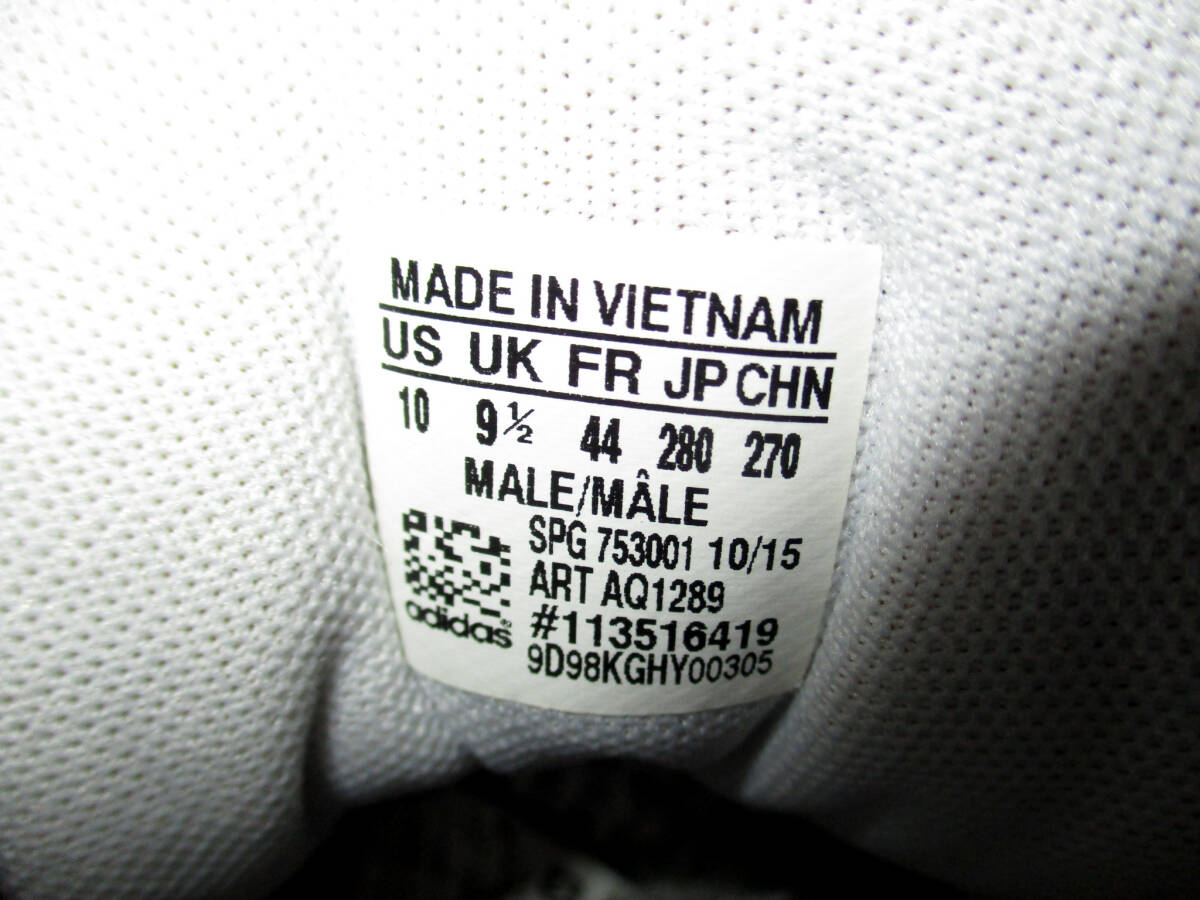 MADE IN VIETNAM
US UK FR JP CHN
10 9½ 44 280 270
MALE/MÂLE
SPG 753001 10/15
ART AQ1289
#113516419
9D98KGHY00305
adidas